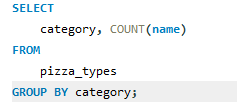 SELECT
category, COUNT(name)
FROM
pizza_types
GROUP BY category;